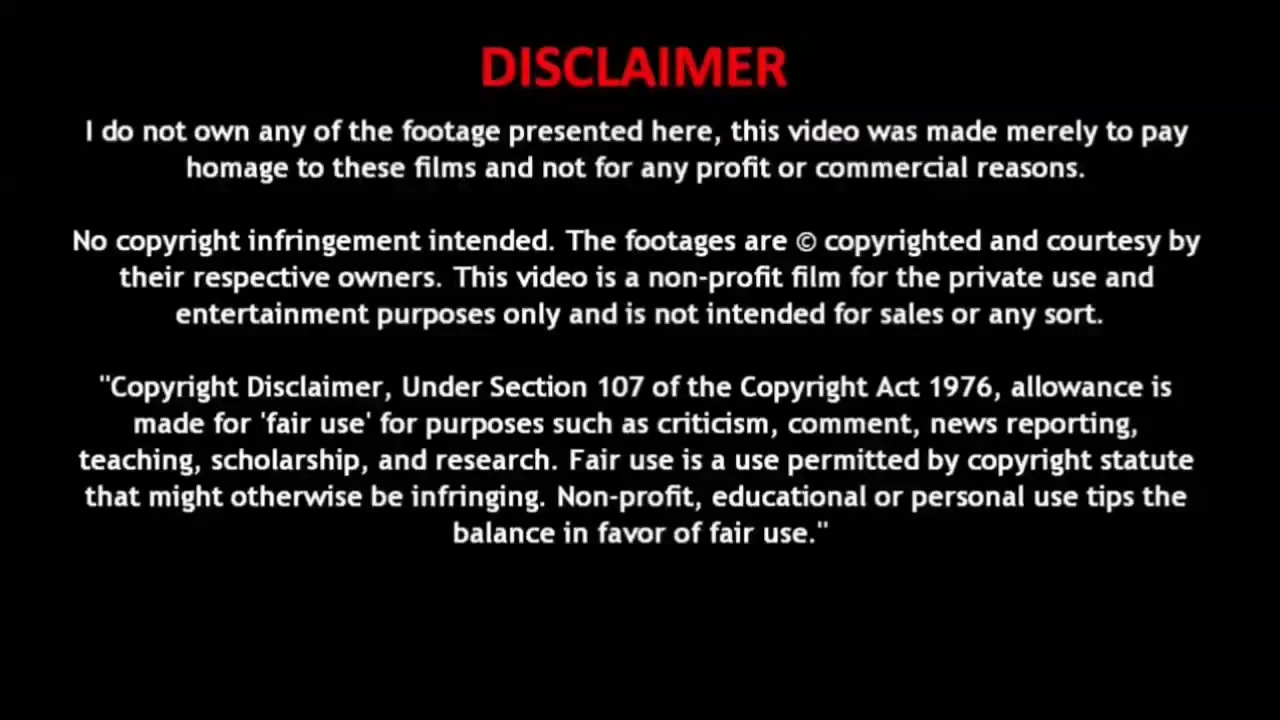 DISCLAIMER
I do not own any of the footage presented here, this video was made merely to pay
homage to these films and not for any profit or commercial reasons.
No copyright infringement intended. The footages are © copyrighted and courtesy by
their respective owners. This video is a non-profit film for the private use and
entertainment purposes only and is not intended for sales or any sort.
"Copyright Disclaimer, Under Section 107 of the Copyright Act 1976, allowance is
made for 'fair use' for purposes such as criticism, comment, news reporting,
teaching, scholarship, and research. Fair use is a use permitted by copyright statute
that might otherwise be infringing. Non-profit, educational or personal use tips the
balance in favor of fair use."